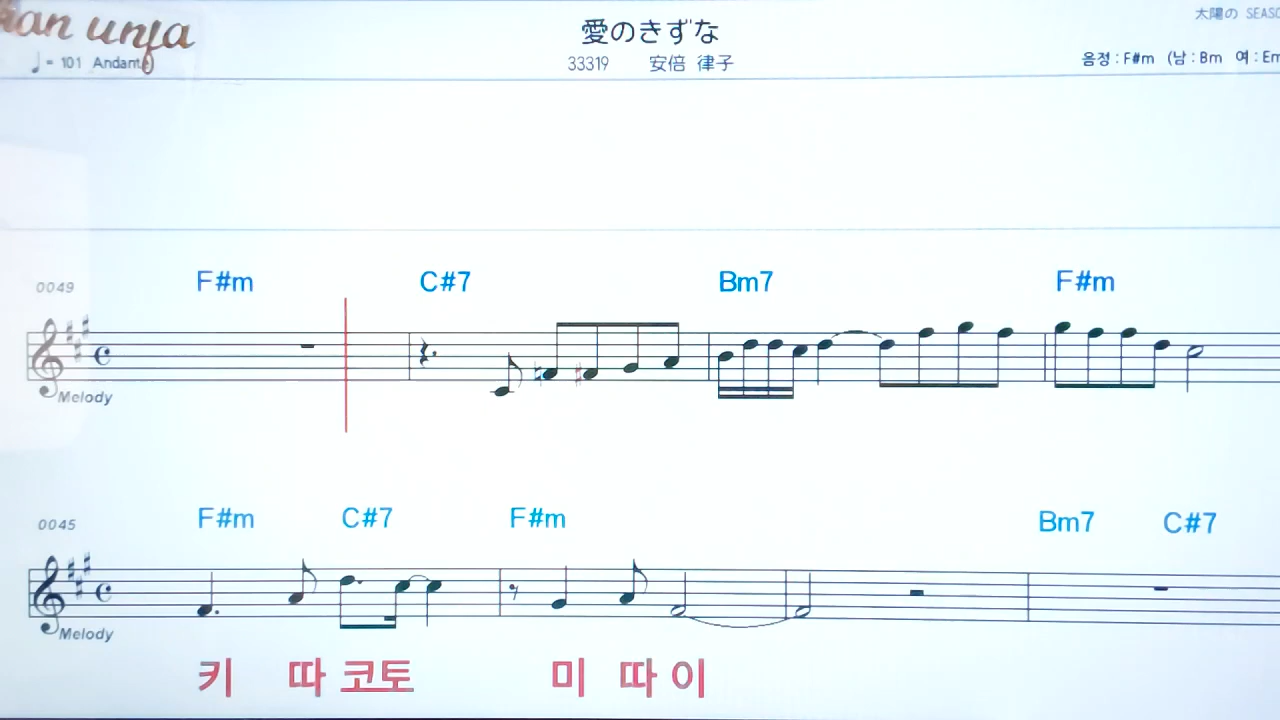 太陽の SEASO
愛のきずな
33319 安倍 律子
♩= 101 Andante)
음정 : F#m (남 : Bm 여 : Em
F#m C#7 Bm7 F#m
0049
Melody
F#m C#7 F#m Bm7 C#7
0045
Melody
키 따 코토 미 따 이